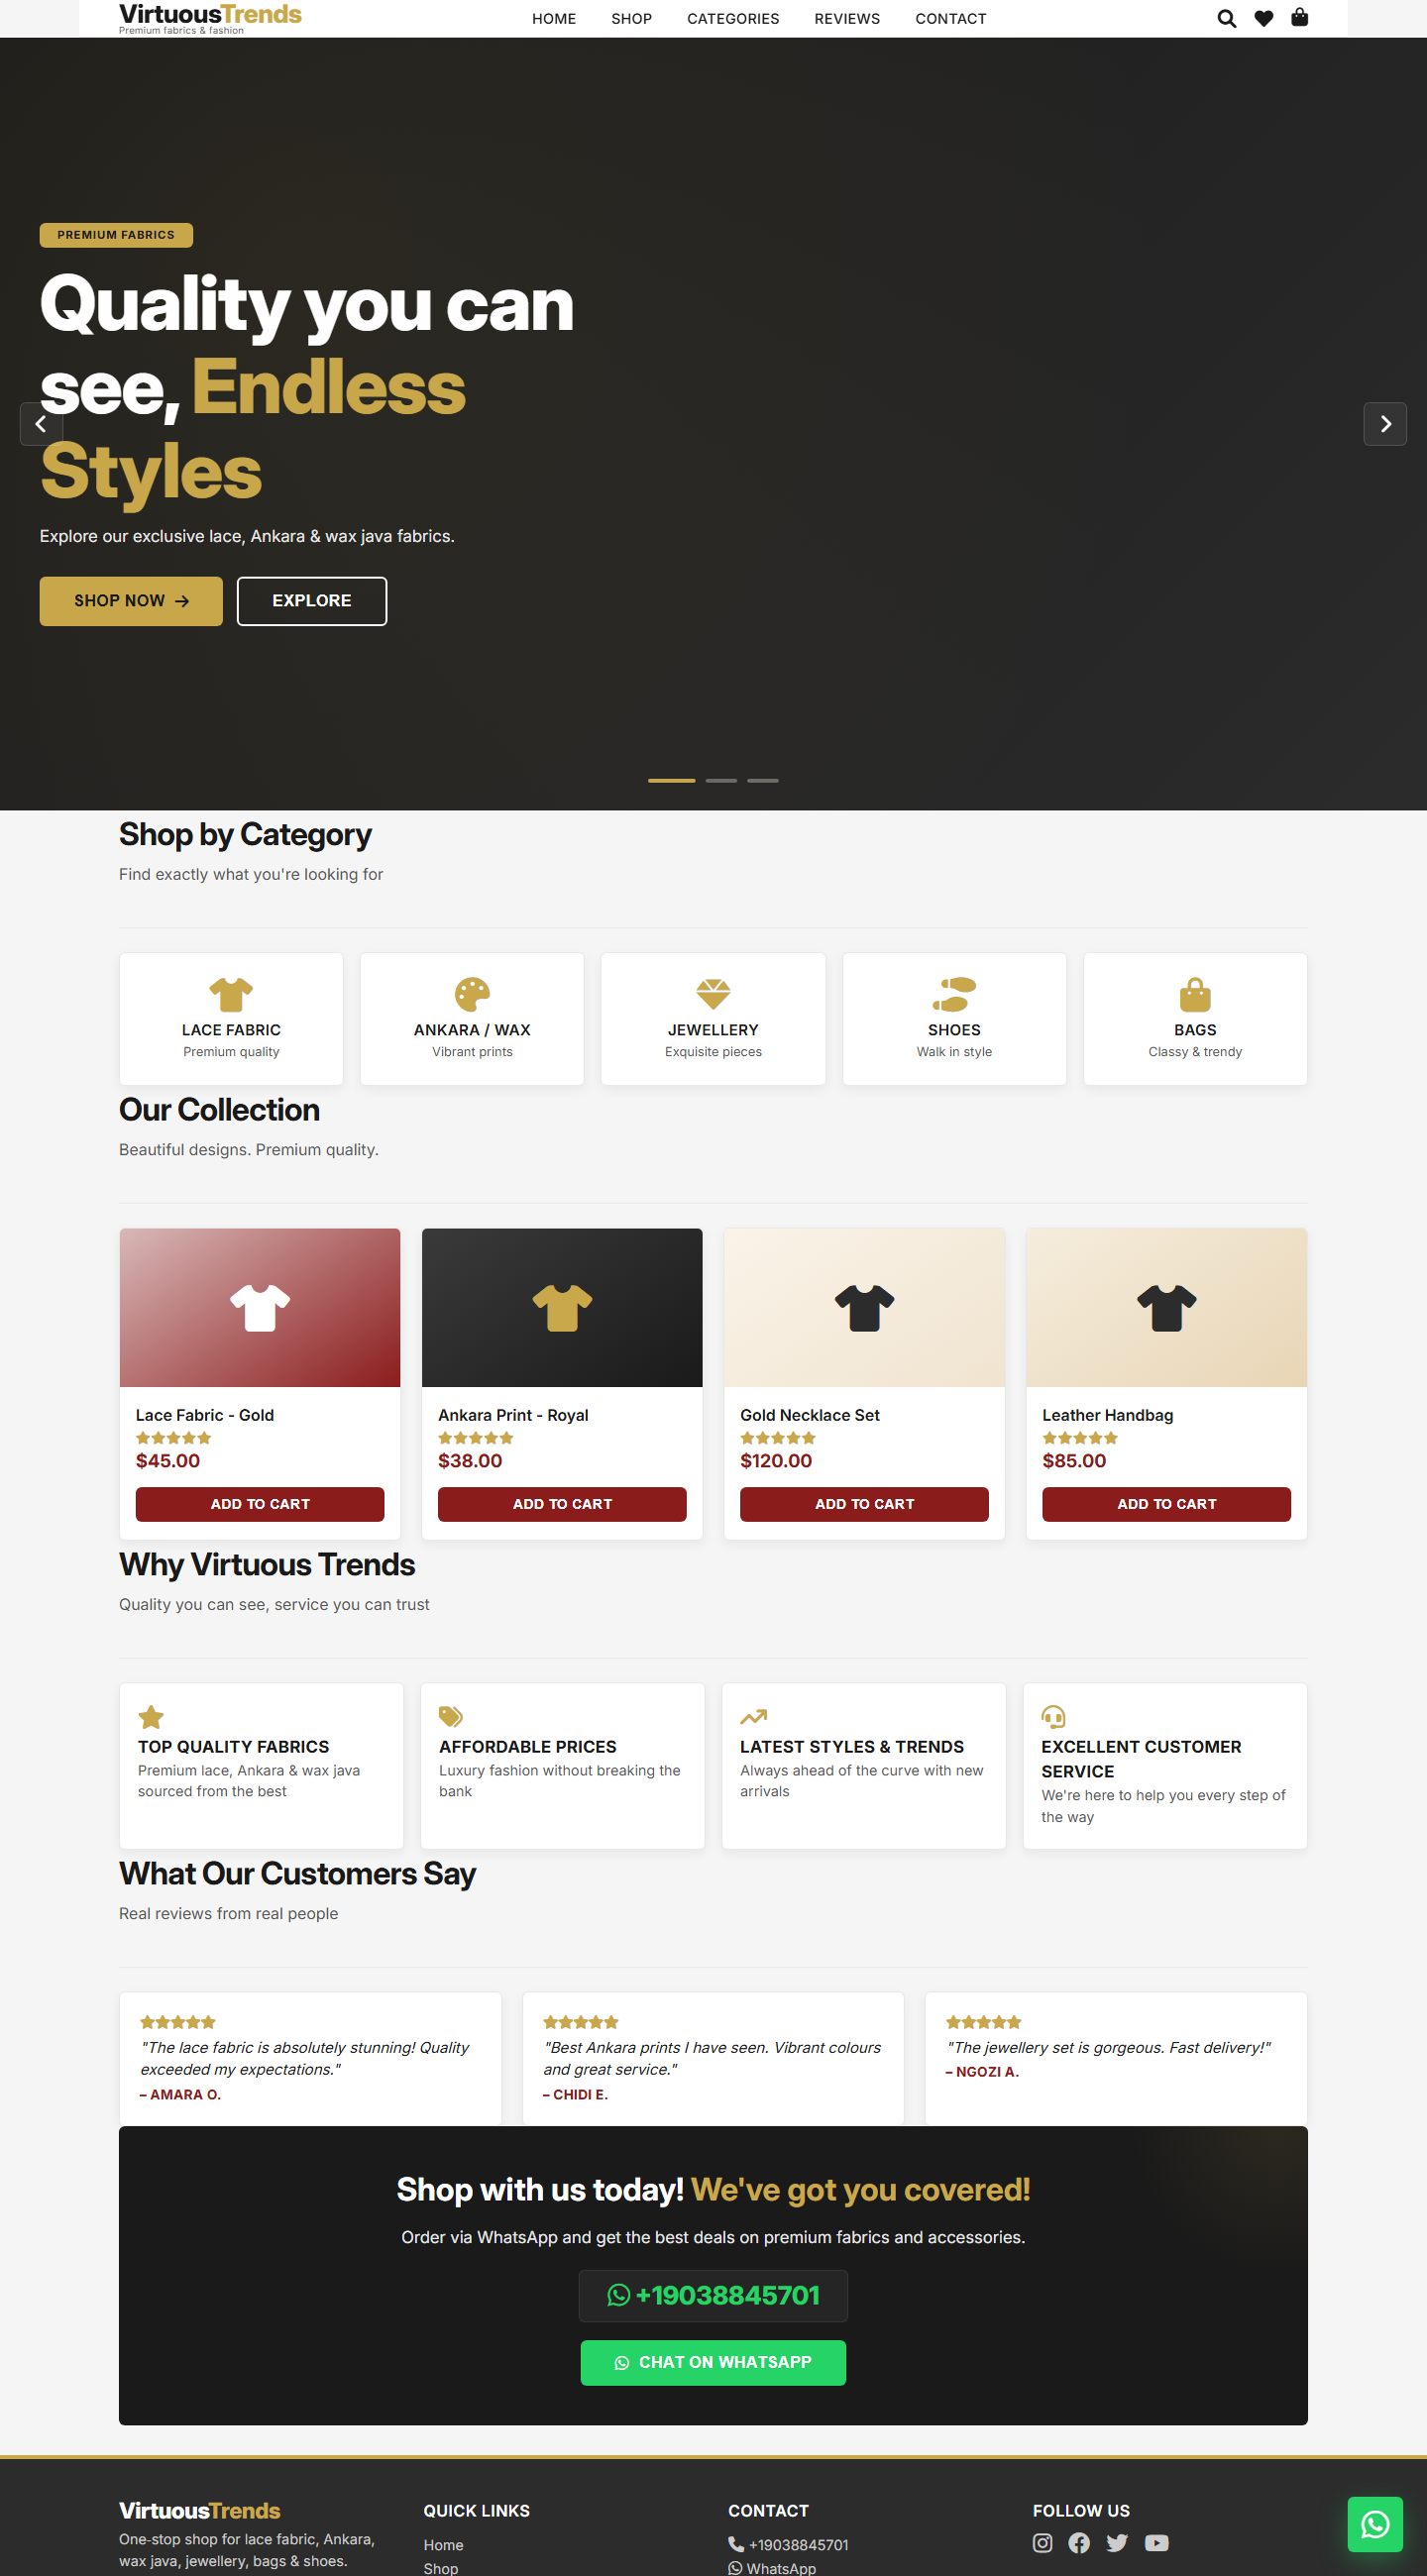 VirtuousTrends
Premium fabrics & fashion
HOME SHOP CATEGORIES REVIEWS CONTACT
PREMIUM FABRICS
Quality you can
see, Endless
Styles
Explore our exclusive lace, Ankara & wax java fabrics.
SHOP NOW EXPLORE
Shop by Category
Find exactly what you're looking for
LACE FABRIC
Premium quality
ANKARA / WAX
Vibrant prints
JEWELLERY
Exquisite pieces
SHOES
Walk in style
BAGS
Classy & trendy
Our Collection
Beautiful designs. Premium quality.
Lace Fabric - Gold
$45.00
ADD TO CART
Ankara Print - Royal
$38.00
ADD TO CART
Gold Necklace Set
$120.00
ADD TO CART
Leather Handbag
$85.00
ADD TO CART
Why Virtuous Trends
Quality you can see, service you can trust
TOP QUALITY FABRICS
Premium lace, Ankara & wax java
sourced from the best
AFFORDABLE PRICES
Luxury fashion without breaking the
bank
LATEST STYLES & TRENDS
Always ahead of the curve with new
arrivals
EXCELLENT CUSTOMER
SERVICE
We're here to help you every step of
the way
What Our Customers Say
Real reviews from real people
"The lace fabric is absolutely stunning! Quality
exceeded my expectations."
– AMARA O.
"Best Ankara prints I have seen. Vibrant colours
and great service."
– CHIDI E.
"The jewellery set is gorgeous. Fast delivery!"
– NGOZI A.
Shop with us today! We've got you covered!
Order via WhatsApp and get the best deals on premium fabrics and accessories.
+19038845701
CHAT ON WHATSAPP
VirtuousTrends
One-stop shop for lace fabric, Ankara,
wax java, jewellery, bags & shoes.
QUICK LINKS
Home
Shop
CONTACT
+19038845701
WhatsApp
FOLLOW US